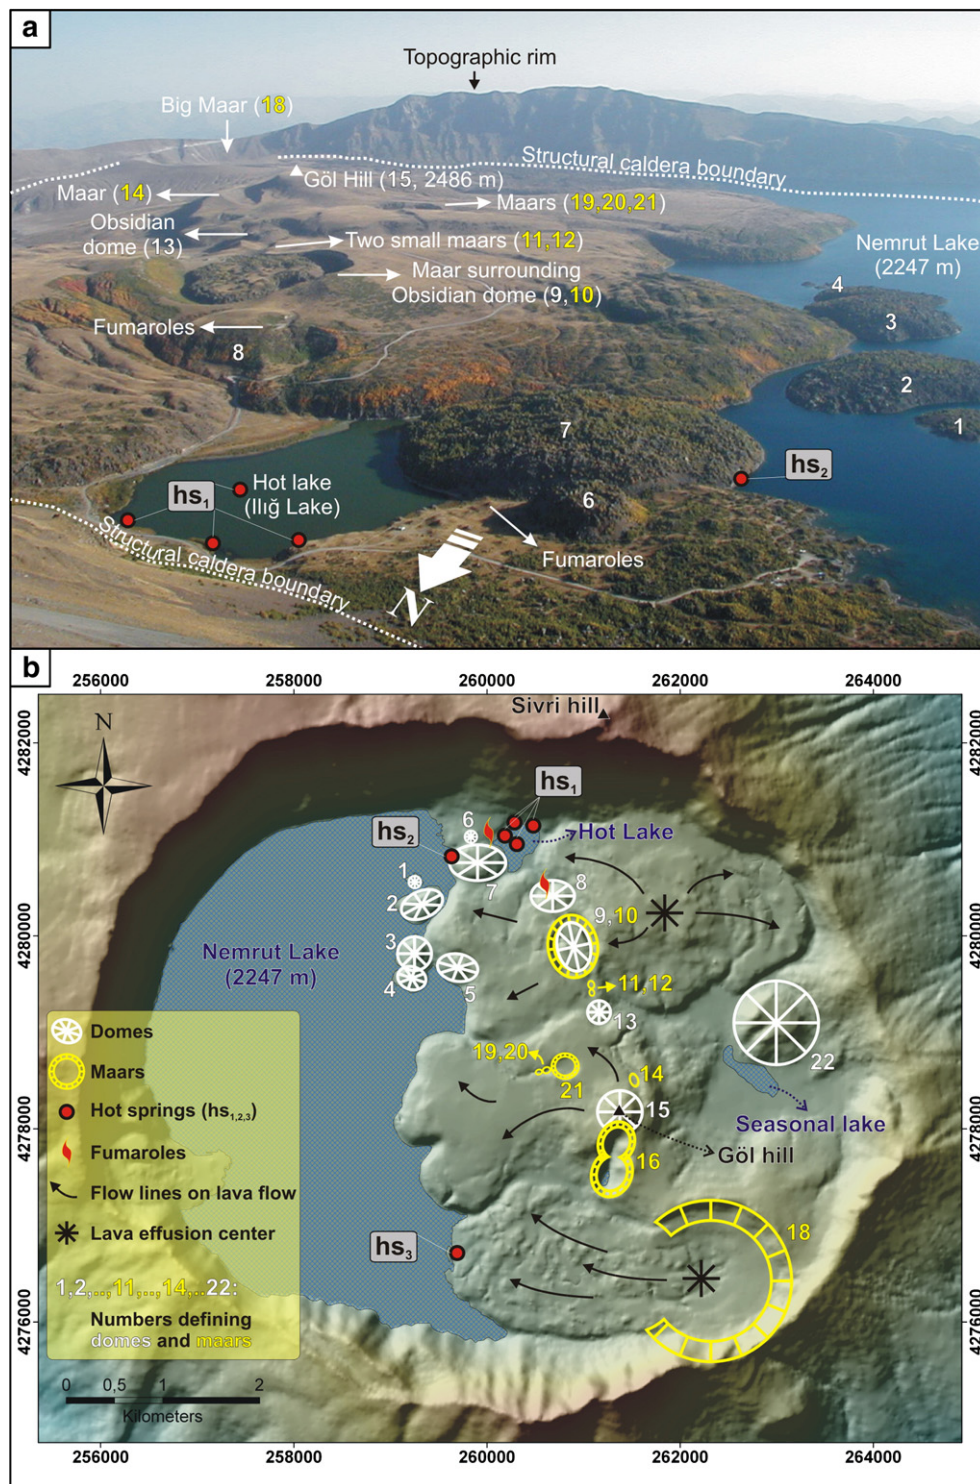 a
Topographic rim
Big Maar (18)
Structural caldera boundary
Göl Hill (15, 2486 m)
Maar (14)
Maars (19,20,21)
Obsidian
dome (13)
Two small maars (11,12)
Nemrut Lake
(2247 m)
Maar surrounding
Obsidian dome (9,10)
4
3
Fumaroles
8
2
1
7
hs2
6
hs1
Hot lake
(Ilığ Lake)
Structural caldera boundary
Fumaroles
N
b
256000
258000
260000
262000
264000
N
Sivri hill
4282000
4282000
hs1
6
hs2
Hot Lake
1
7
8
2
9,10
4280000
4280000
3
Nemrut Lake
(2247 m)
4
5
11,12
13
22
Domes
19,20
21
14
Maars
15
Seasonal lake
Hot springs (hs1,2,3)
4278000
4278000
Göl hill
Fumaroles
16
Flow lines on lava flow
18
Lava effusion center
hs3
1,2,..,11,..,14,..22:
Numbers defining
domes and maars
4276000
4276000
0
0,5
1
2
Kilometers
256000
258000
260000
262000
264000